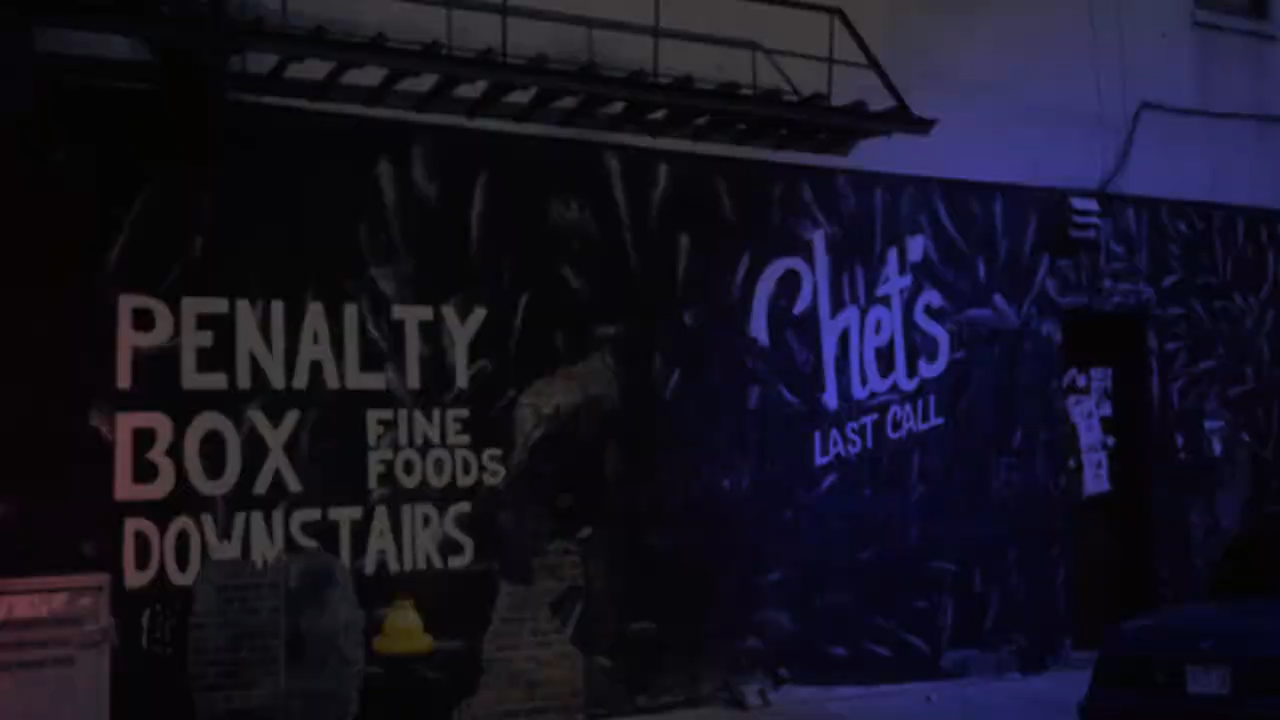 PENALTY
BOX FINE FOODS
DOWNSTAIRS
Chet's
LAST CALL